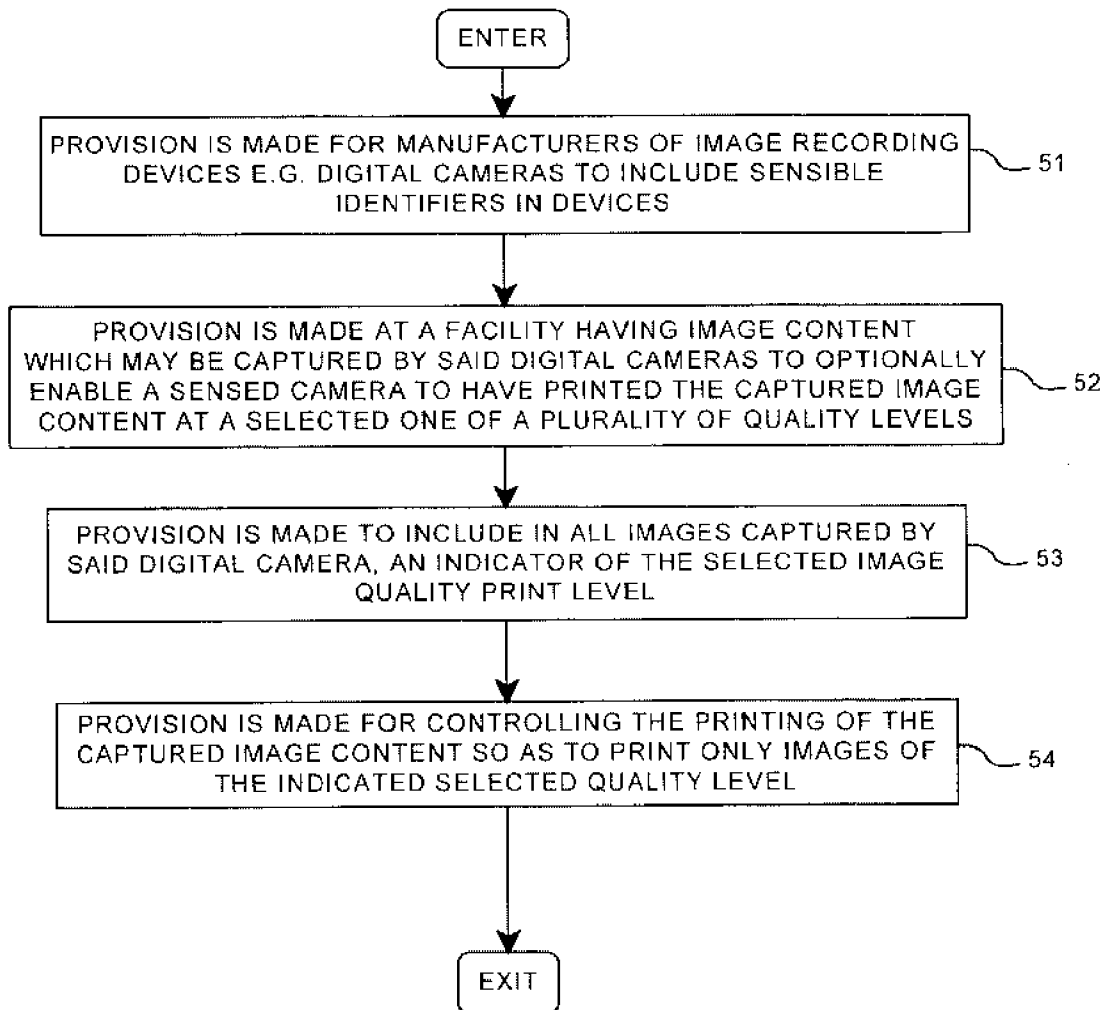 ENTER
PROVISION IS MADE FOR MANUFACTURERS OF IMAGE RECORDING
DEVICES E.G. DIGITAL CAMERAS TO INCLUDE SENSIBLE
IDENTIFIERS IN DEVICES
51
PROVISION IS MADE AT A FACILITY HAVING IMAGE CONTENT
WHICH MAY BE CAPTURED BY SAID DIGITAL CAMERAS TO OPTIONALLY
ENABLE A SENSED CAMERA TO HAVE PRINTED THE CAPTURED IMAGE
CONTENT AT A SELECTED ONE OF A PLURALITY OF QUALITY LEVELS
52
PROVISION IS MADE TO INCLUDE IN ALL IMAGES CAPTURED BY
SAID DIGITAL CAMERA, AN INDICATOR OF THE SELECTED IMAGE
QUALITY PRINT LEVEL
53
PROVISION IS MADE FOR CONTROLLING THE PRINTING OF THE
CAPTURED IMAGE CONTENT SO AS TO PRINT ONLY IMAGES OF
THE INDICATED SELECTED QUALITY LEVEL
54
EXIT